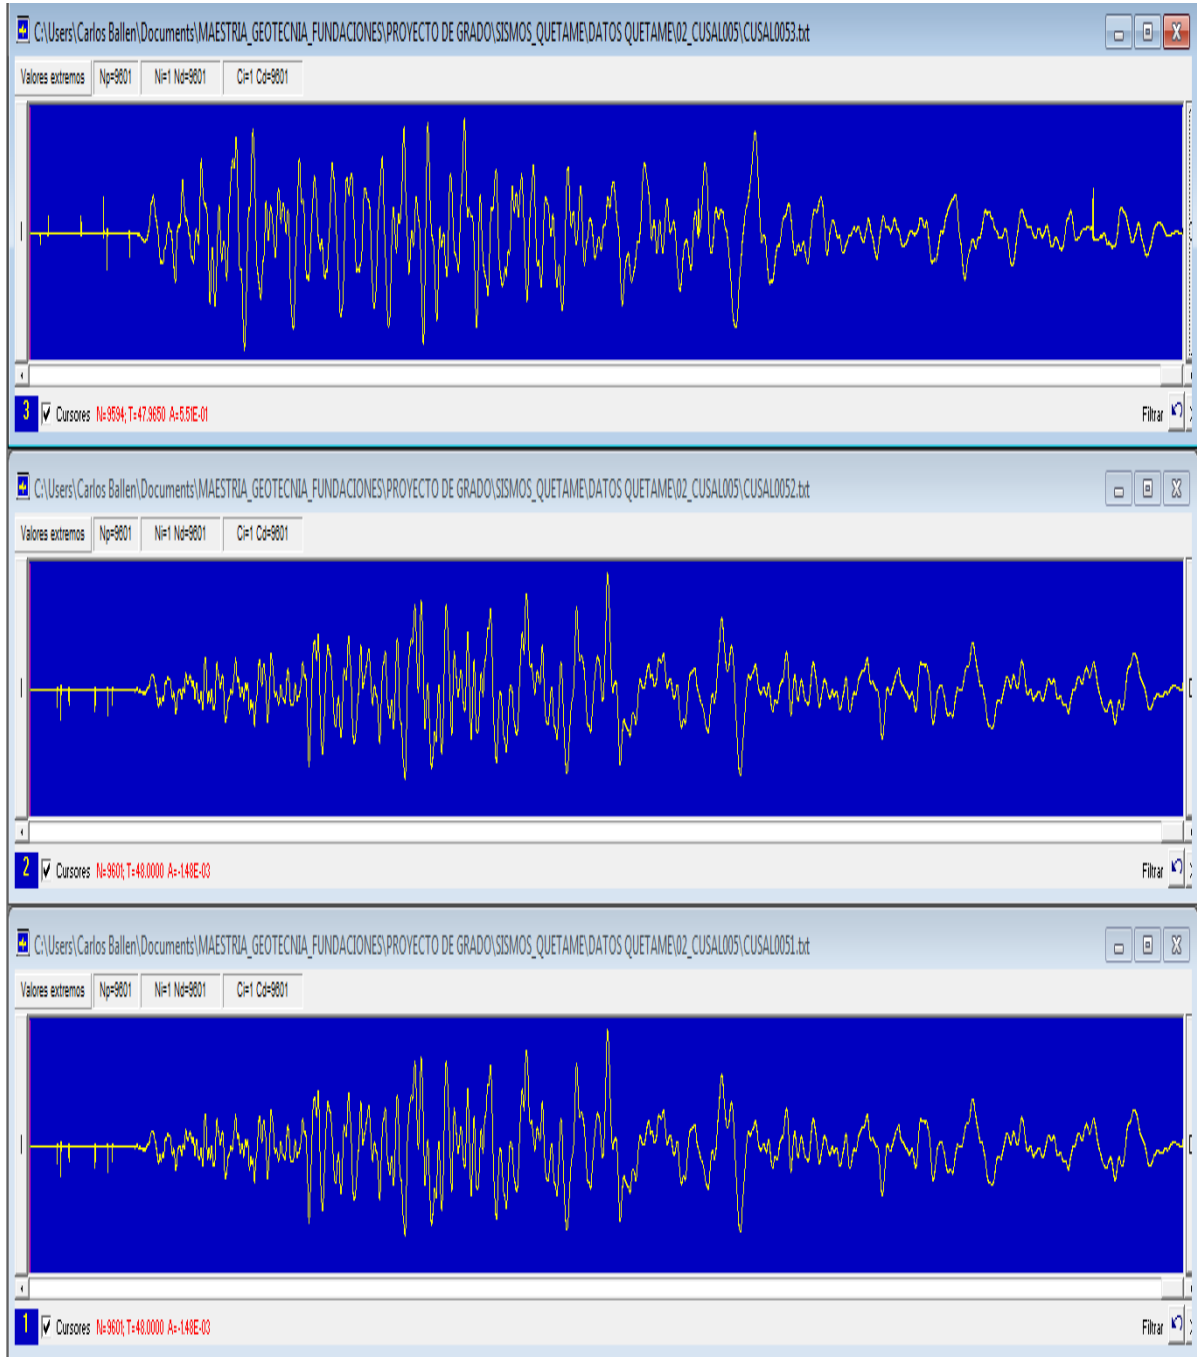 C:\Users\Carlos Ballen\Documents\MAESTRIA_GEOTECNIA_FUNDACIONES\PROYECTO DE GRADO\SISMOS_QUETAME\DATOS QUETAME\02_CUSAL005\CUSAL0053.txt
Valores extremos Np=9601 Ni=1 Nd=9601 Ci=1 Cd=9601
3 Cursores N=9594; T=47.9650 A=5.51E-01 Filtrar
C:\Users\Carlos Ballen\Documents\MAESTRIA_GEOTECNIA_FUNDACIONES\PROYECTO DE GRADO\SISMOS_QUETAME\DATOS QUETAME\02_CUSAL005\CUSAL0052.txt
Valores extremos Np=9601 Ni=1 Nd=9601 Ci=1 Cd=9601
2 Cursores N=9601; T=48.0000 A=-1.48E-03 Filtrar
C:\Users\Carlos Ballen\Documents\MAESTRIA_GEOTECNIA_FUNDACIONES\PROYECTO DE GRADO\SISMOS_QUETAME\DATOS QUETAME\02_CUSAL005\CUSAL0051.txt
Valores extremos Np=9601 Ni=1 Nd=9601 Ci=1 Cd=9601
1 Cursores N=9601; T=48.0000 A=-1.48E-03 Filtrar